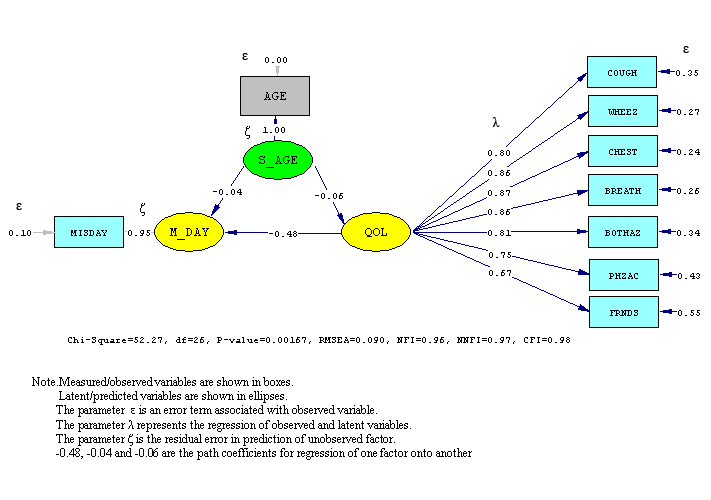 ε
0.00
AGE
ζ 1.00
S_AGE
-0.04
-0.06
ε
0.10
MISDAY
0.95
ζ
M_DAY
-0.48
QOL
λ
0.80
0.86
0.87
0.86
0.81
0.75
0.67
ε
COUGH 0.35
WHEEZ 0.27
CHEST 0.24
BREATH 0.26
BOTHAZ 0.34
PHZAC 0.43
FRNDS 0.55
Chi-Square=52.27, df=26, P-value=0.00167, RMSEA=0.090, NFI=0.96, NNFI=0.97, CFI=0.98
Note.Measured/observed variables are shown in boxes.
Latent/predicted variables are shown in ellipses.
The parameter ε is an error term associated with observed variable.
The parameter λ represents the regression of observed and latent variables.
The parameter ζ is the residual error in prediction of unobserved factor.
-0.48, -0.04 and -0.06 are the path coefficients for regression of one factor onto another